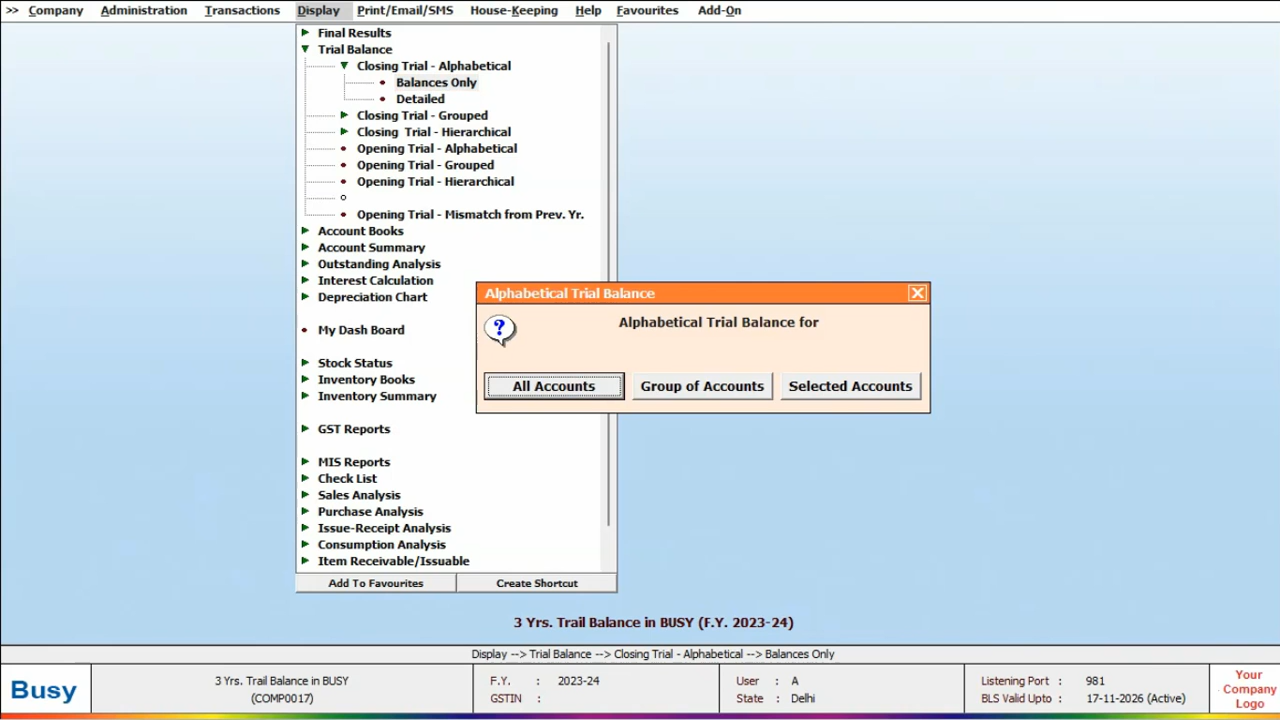 >> Company Administration Transactions Display Print/Email/SMS House-Keeping Help Favourites Add-On
Final Results
Trial Balance
Closing Trial - Alphabetical
Balances Only
Detailed
Closing Trial - Grouped
Closing  Trial - Hierarchical
Opening Trial - Alphabetical
Opening Trial - Grouped
Opening Trial - Hierarchical
Opening Trial - Mismatch from Prev. Yr.
Account Books
Account Summary
Outstanding Analysis
Interest Calculation
Depreciation Chart
My Dash Board
Stock Status
Inventory Books
Inventory Summary
GST Reports
MIS Reports
Check List
Sales Analysis
Purchase Analysis
Issue-Receipt Analysis
Consumption Analysis
Item Receivable/Issuable
Add To Favourites Create Shortcut
Alphabetical Trial Balance
Alphabetical Trial Balance for
All Accounts Group of Accounts Selected Accounts
3 Yrs. Trail Balance in BUSY (F.Y. 2023-24)
Display --> Trial Balance --> Closing Trial - Alphabetical --> Balances Only
Busy
3 Yrs. Trail Balance in BUSY
(COMP0017)
F.Y. : 2023-24
GSTIN :
User : A
State : Delhi
Listening Port : 981
BLS Valid Upto : 17-11-2026 (Active)
Your
Company
Logo